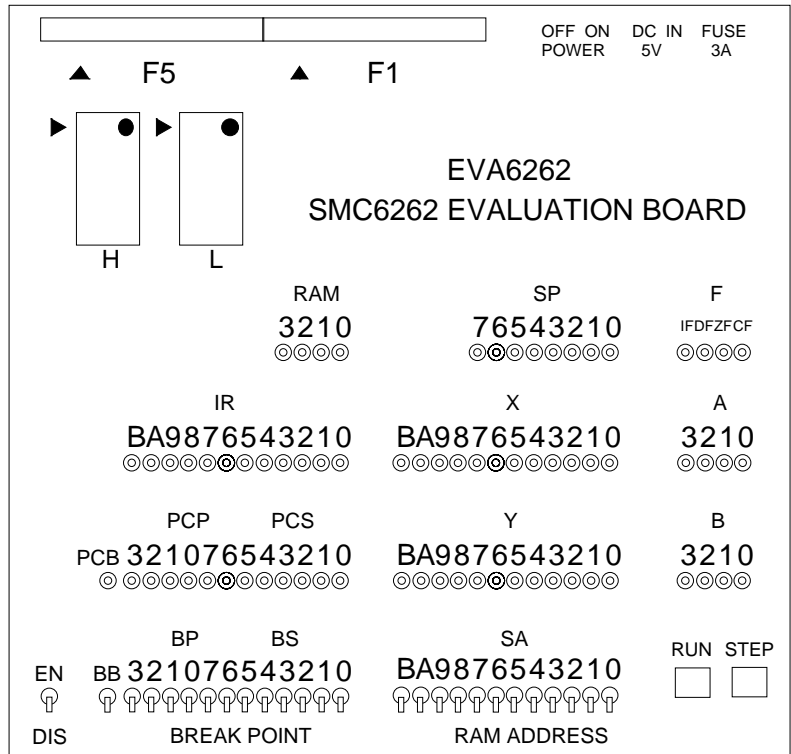 OFF ON DC IN FUSE
POWER 5V 3A
F5 F1
EVA6262
SMC6262 EVALUATION BOARD
H L
RAM SP F
3210 76543210 IFDFZFCF
IR X A
BA9876543210 BA9876543210 3210
PCP PCS Y B
PCB 321076543210 BA9876543210 3210
BP BS SA RUN STEP
EN BB 321076543210 BA9876543210
DIS BREAK POINT RAM ADDRESS